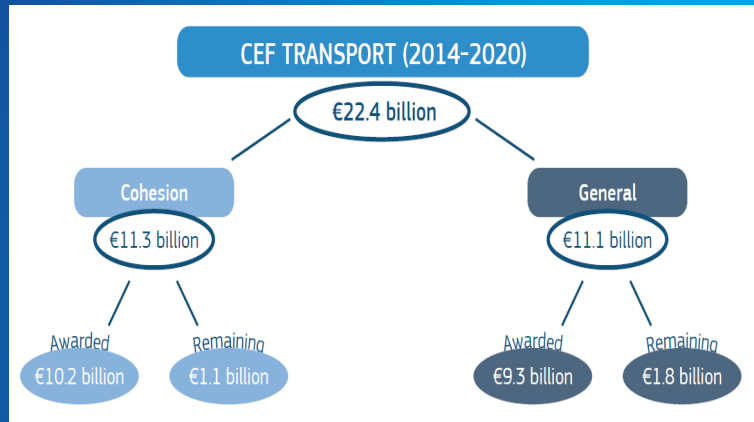 CEF TRANSPORT (2014-2020)
€22.4 billion
Cohesion
General
€11.3 billion
€11.1 billion
Awarded
Remaining
Awarded
Remaining
€10.2 billion
€1.1 billion
€9.3 billion
€1.8 billion